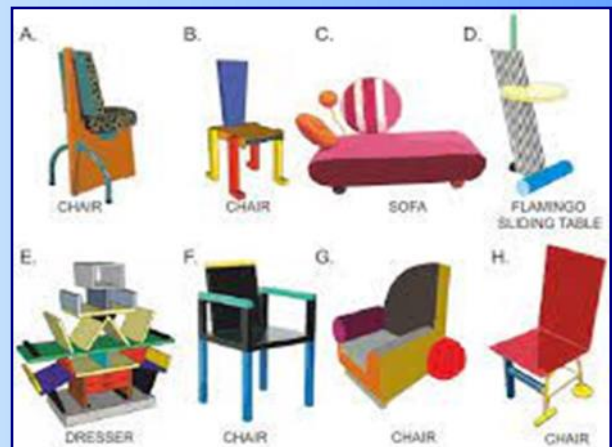 A. B. C. D.
CHAIR CHAIR SOFA FLAMINGO
SLIDING TABLE
E. F. G. H.
DRESSER CHAIR CHAIR CHAIR